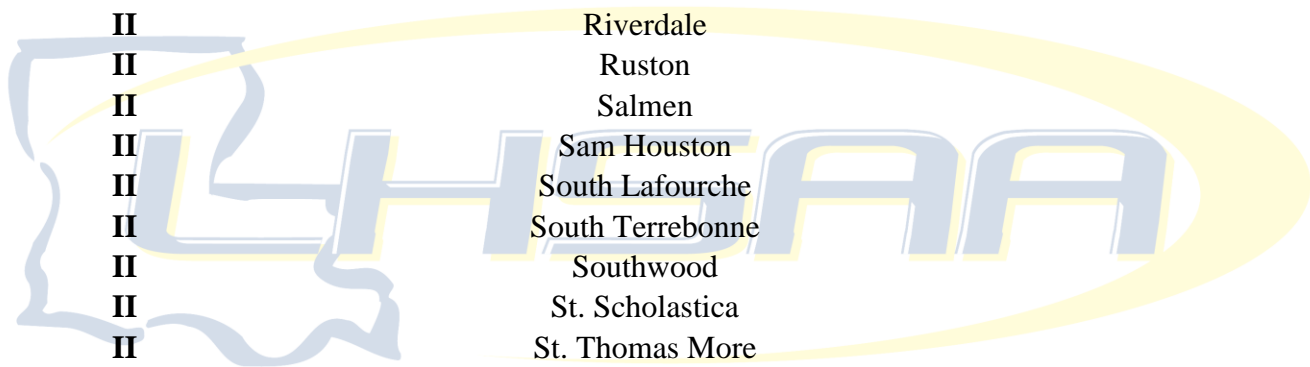 II Riverdale
II Ruston
II Salmen
II Sam Houston
II South Lafourche
II South Terrebonne
II Southwood
II St. Scholastica
II St. Thomas More
LHSAA